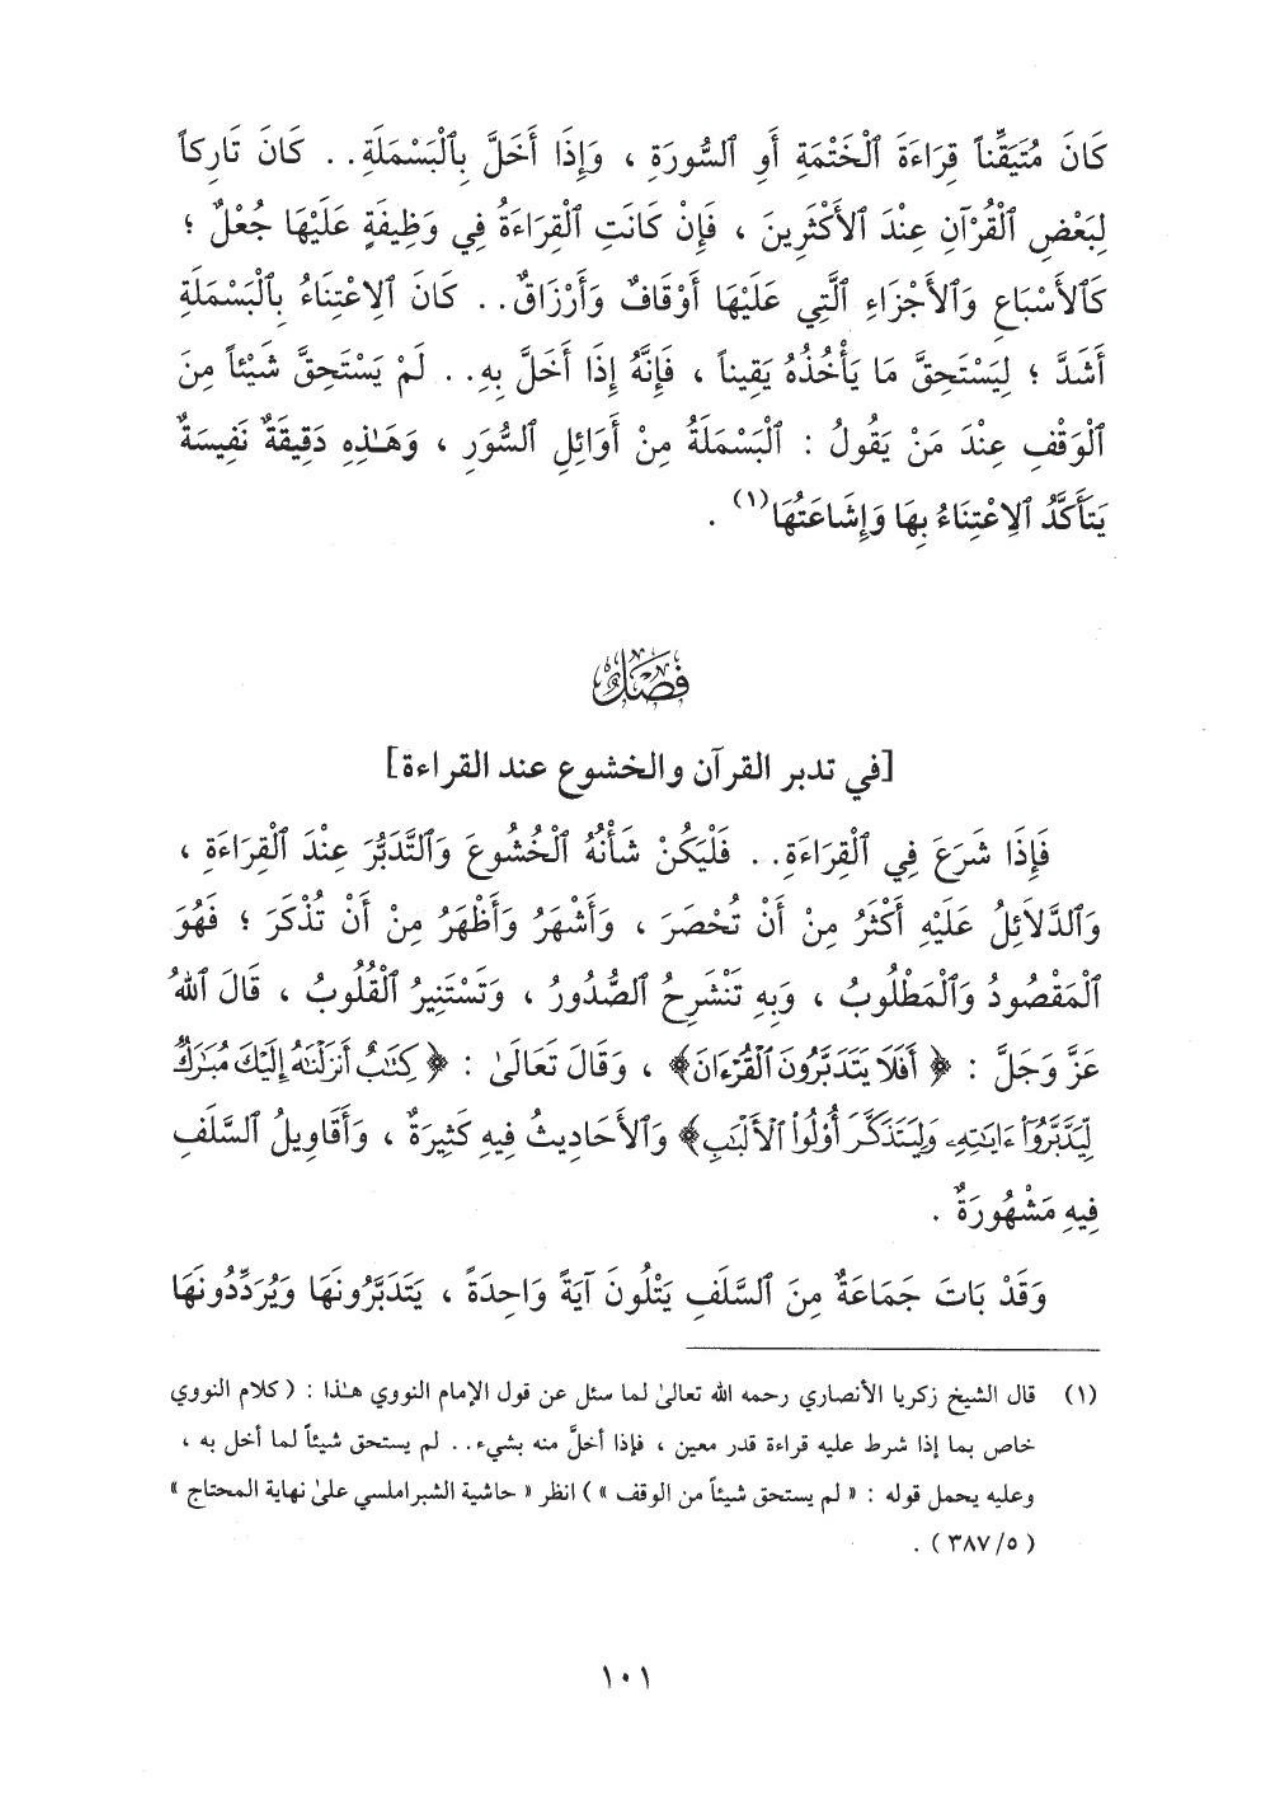 كَانَ مُتَيَقِّناً قِرَاءَةَ ٱلْخَتْمَةِ أَوِ ٱلسُّورَةِ ، وَإِذَا أَخَلَّ بِٱلْبَسْمَلَةِ . . كَانَ تَارِكاً
لِبَعْضِ ٱلْقُرْآنِ عِنْدَ ٱلأَكْثَرِينَ ، فَإِنْ كَانَتِ ٱلْقِرَاءَةُ فِي وَظِيفَةٍ عَلَيْهَا جُعْلٌ ؛
كَٱلأَسْبَاعِ وَٱلأَجْزَاءِ ٱلَّتِي عَلَيْهَا أَوْقَافٌ وَأَرْزَاقٌ . . كَانَ ٱلِاعْتِنَاءُ بِٱلْبَسْمَلَةِ
أَشَدَّ ؛ لِيَسْتَحِقَّ مَا يَأْخُذُهُ يَقِيناً ، فَإِنَّهُ إِذَا أَخَلَّ بِهِ . . لَمْ يَسْتَحِقَّ شَيْئاً مِنَ
ٱلْوَقْفِ عِنْدَ مَنْ يَقُولُ : ٱلْبَسْمَلَةُ مِنْ أَوَائِلِ ٱلسُّوَرِ ، وَهَـٰذِهِ دَقِيقَةٌ نَفِيسَةٌ
يَتَأَكَّدُ ٱلِاعْتِنَاءُ بِهَا وَإِشَاعَتُهَا(١) .
فَصْلٌ
[في تدبر القرآن والخشوع عند القراءة]
فَإِذَا شَرَعَ فِي ٱلْقِرَاءَةِ . . فَلْيَكُنْ شَأْنُهُ ٱلْخُشُوعَ وَٱلتَّدَبُّرَ عِنْدَ ٱلْقِرَاءَةِ ،
وَٱلدَّلاَئِلُ عَلَيْهِ أَكْثَرُ مِنْ أَنْ تُحْصَرَ ، وَأَشْهَرُ وَأَظْهَرُ مِنْ أَنْ تُذْكَرَ ؛ فَهُوَ
ٱلْمَقْصُودُ وَٱلْمَطْلُوبُ ، وَبِهِ تَنْشَرِحُ ٱلصُّدُورُ ، وَتَسْتَنِيرُ ٱلْقُلُوبُ ، قَالَ ٱللهُ
عَزَّ وَجَلَّ : ﴿ أَفَلَا يَتَدَبَّرُونَ ٱلْقُرْءَانَ ﴾ ، وَقَالَ تَعَالَىٰ : ﴿ كِتَٰبٌ أَنزَلْنَٰهُ إِلَيْكَ مُبَٰرَكٌ
لِّيَدَّبَّرُوٓا۟ ءَايَٰتِهِۦ وَلِيَتَذَكَّرَ أُو۟لُوا۟ ٱلْأَلْبَٰبِ ﴾ وَٱلأَحَادِيثُ فِيهِ كَثِيرَةٌ ، وَأَقَاوِيلُ ٱلسَّلَفِ
فِيهِ مَشْهُورَةٌ .
وَقَدْ بَاتَ جَمَاعَةٌ مِنَ ٱلسَّلَفِ يَتْلُونَ آيَةً وَاحِدَةً ، يَتَدَبَّرُونَهَا وَيُرَدِّدُونَهَا
(١) قال الشيخ زكريا الأنصاري رحمه الله تعالىٰ لما سئل عن قول الإمام النووي هـٰذا : ( كلام النووي
خاص بما إذا شرط عليه قراءة قدر معين ، فإذا أخلَّ منه بشيء . . لم يستحق شيئاً لما أخل به ،
وعليه يحمل قوله : « لم يستحق شيئاً من الوقف » ) انظر « حاشية الشبراملسي علىٰ نهاية المحتاج »
( ٥/ ٣٨٧ ) .
١٠١